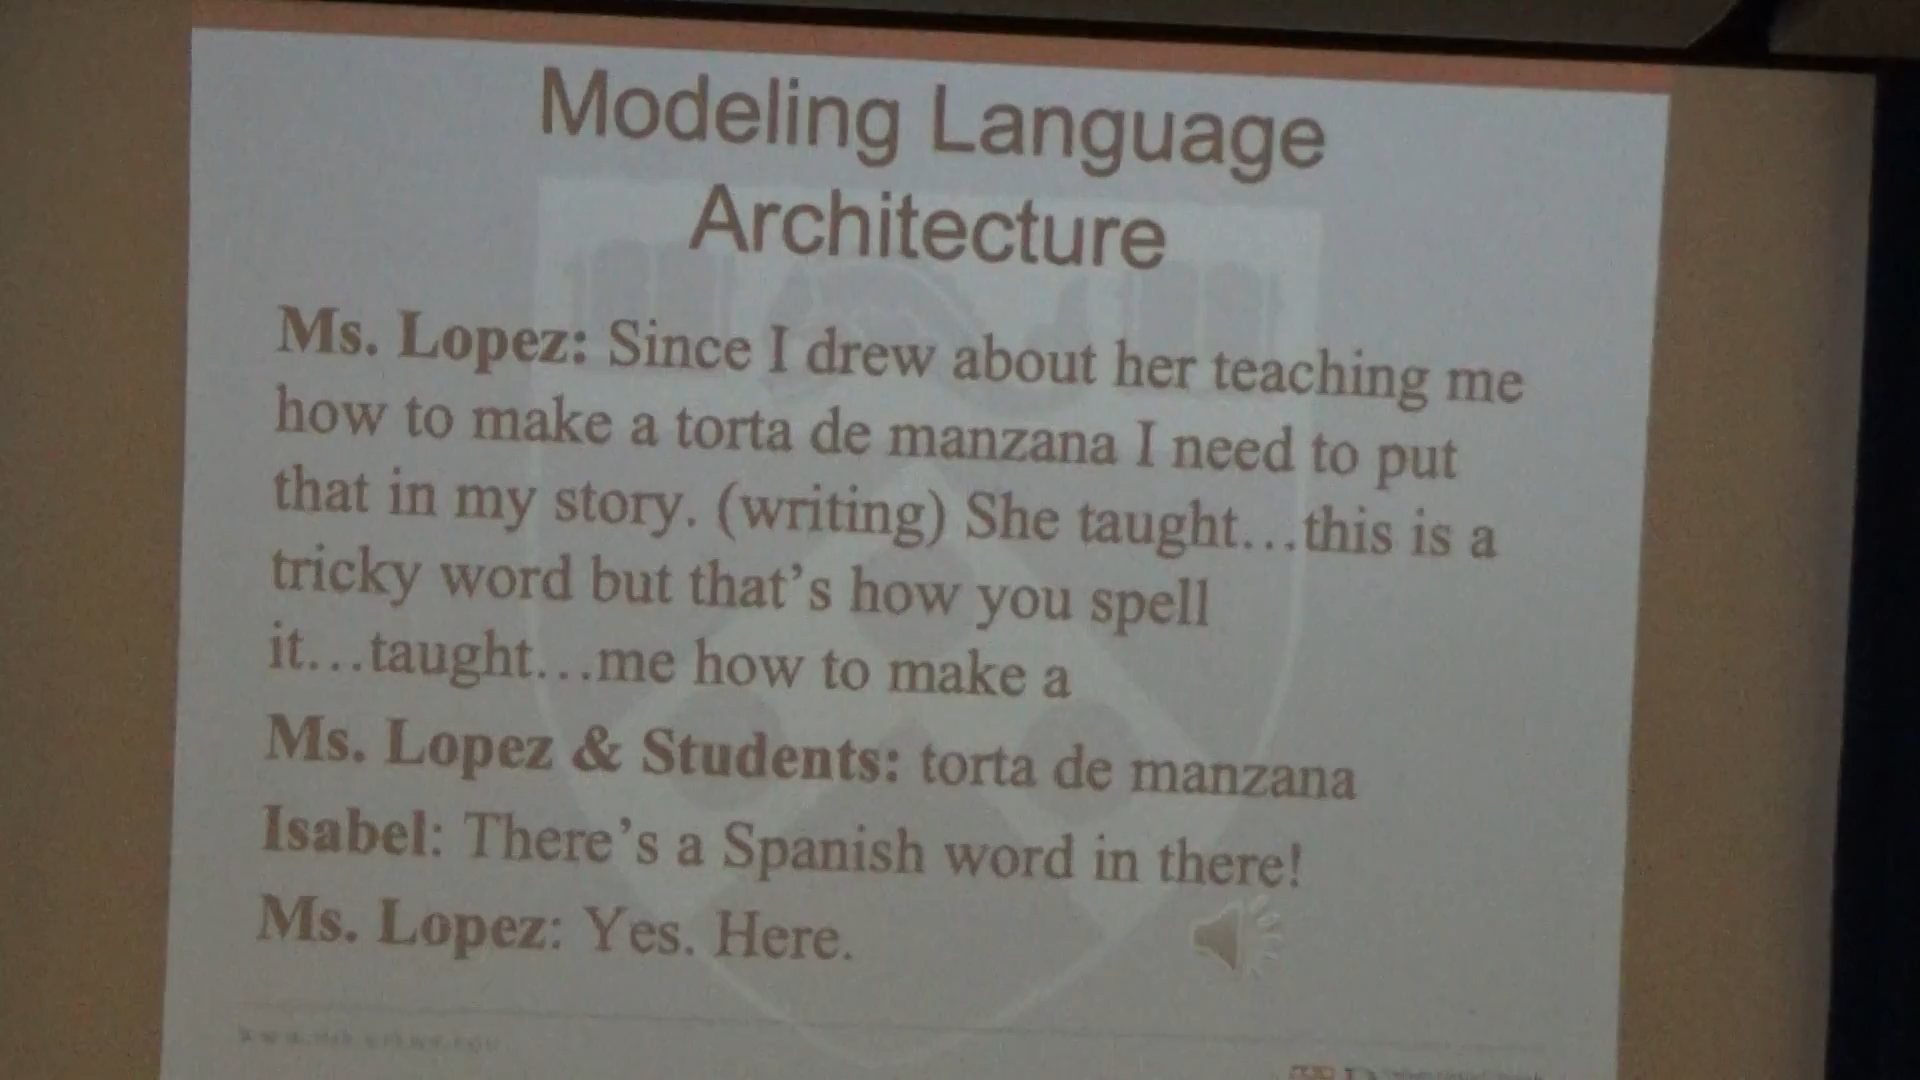 Modeling Language
Architecture
Ms. Lopez: Since I drew about her teaching me
how to make a torta de manzana I need to put
that in my story. (writing) She taught…this is a
tricky word but that's how you spell
it…taught…me how to make a
Ms. Lopez & Students: torta de manzana
Isabel: There's a Spanish word in there!
Ms. Lopez: Yes. Here.